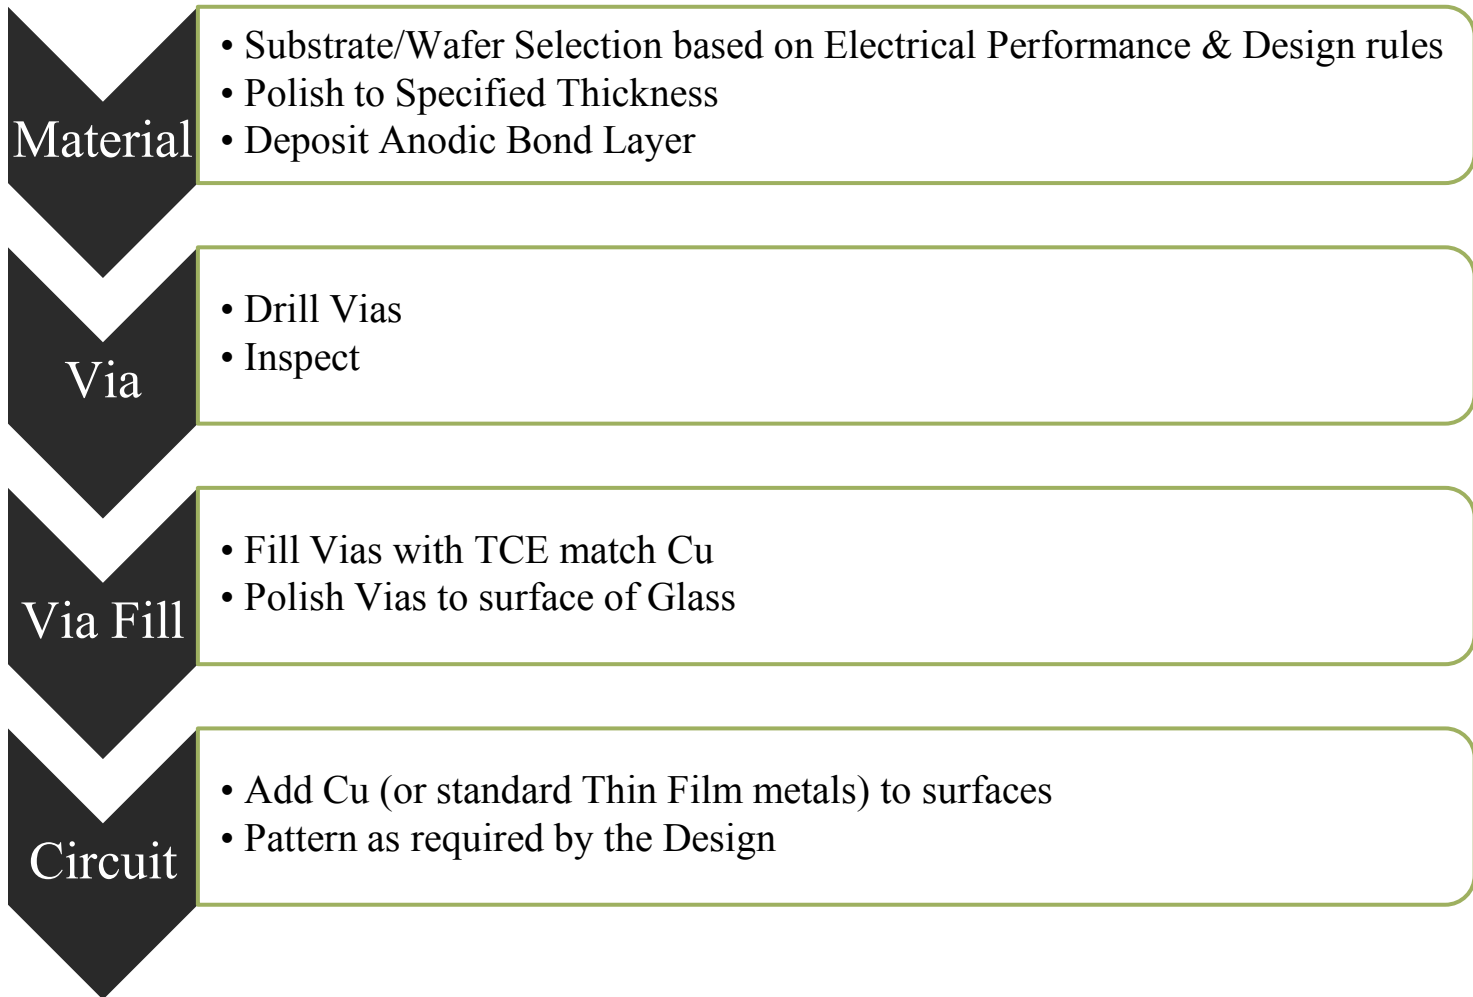 Material
• Substrate/Wafer Selection based on Electrical Performance & Design rules
• Polish to Specified Thickness
• Deposit Anodic Bond Layer
Via
• Drill Vias
• Inspect
Via Fill
• Fill Vias with TCE match Cu
• Polish Vias to surface of Glass
Circuit
• Add Cu (or standard Thin Film metals) to surfaces
• Pattern as required by the Design